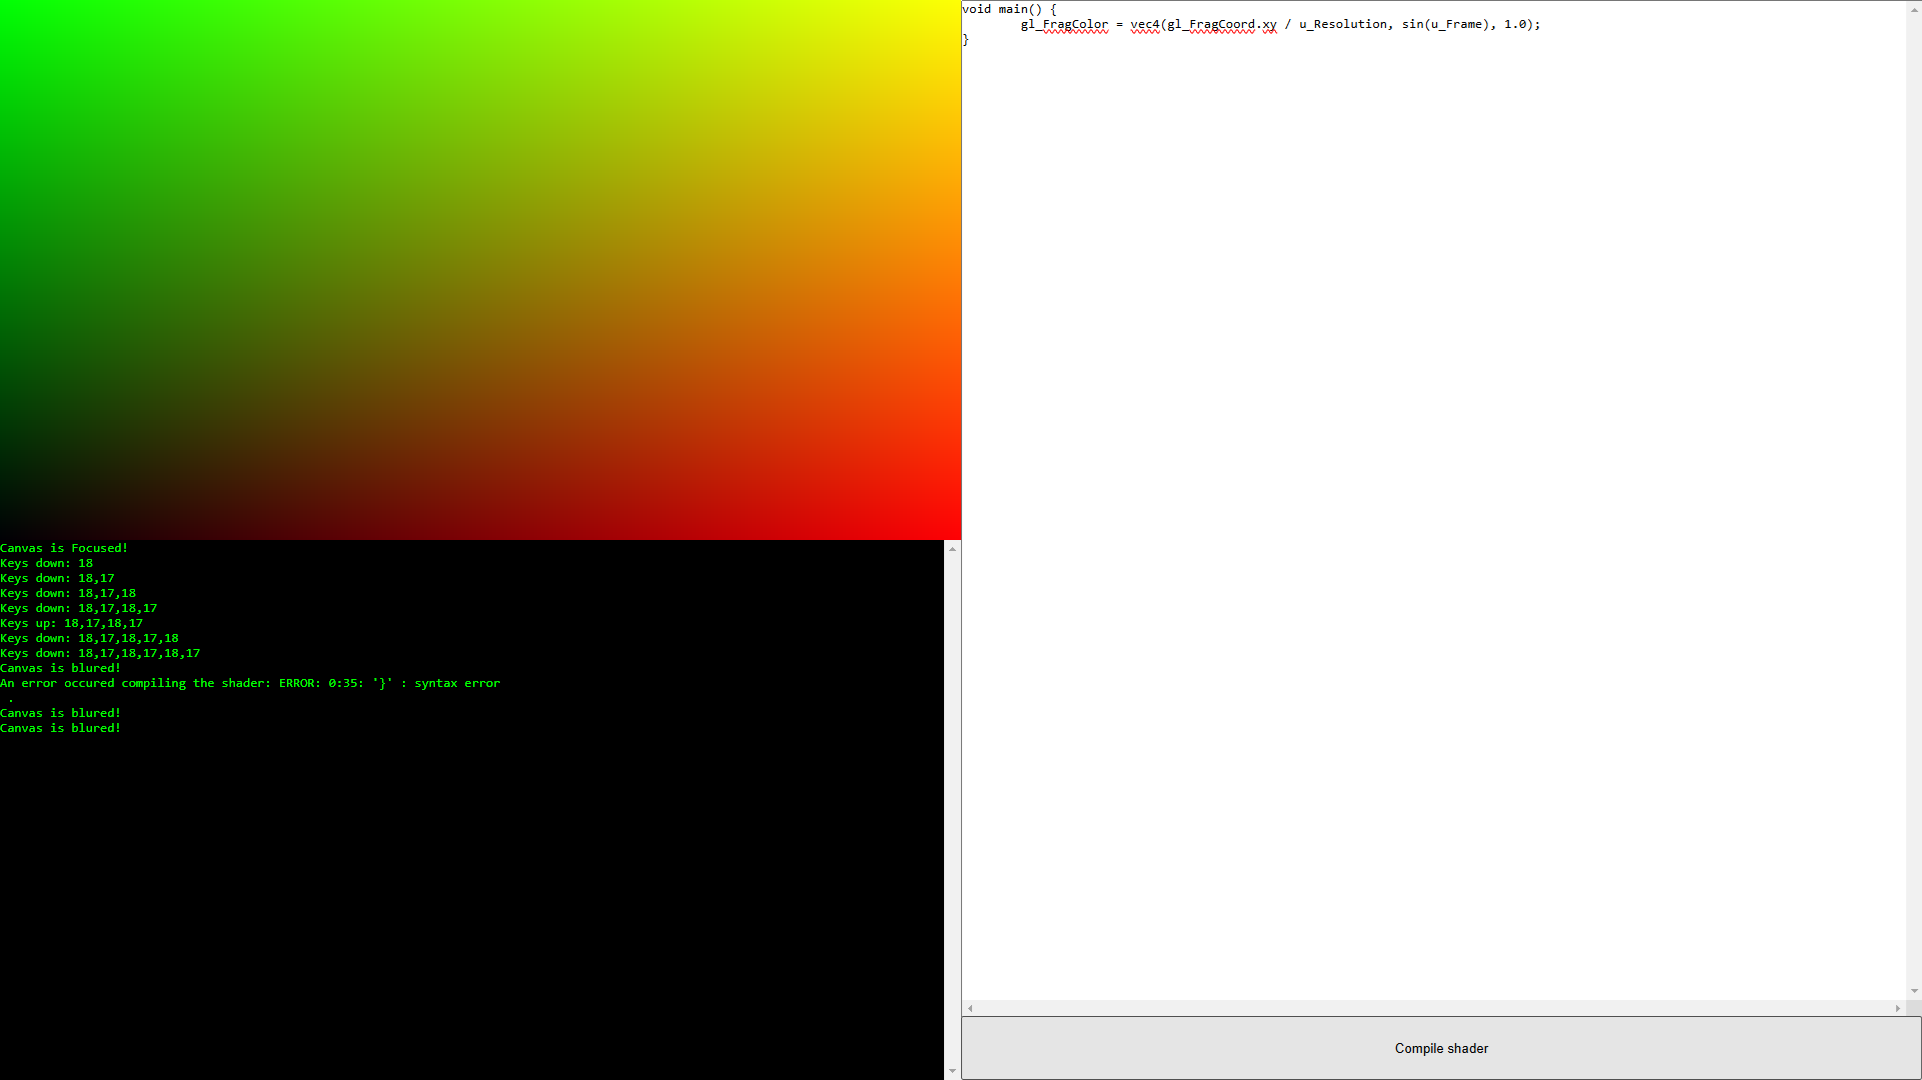 void main() {
gl_FragColor = vec4(gl_FragCoord.xy / u_Resolution, sin(u_Frame), 1.0);
}
Canvas is Focused!
Keys down: 18
Keys down: 18,17
Keys down: 18,17,18
Keys down: 18,17,18,17
Keys up: 18,17,18,17
Keys down: 18,17,18,17,18
Keys down: 18,17,18,17,18,17
Canvas is blured!
An error occured compiling the shader: ERROR: 0:35: '}' : syntax error
.
Canvas is blured!
Canvas is blured!
Compile shader